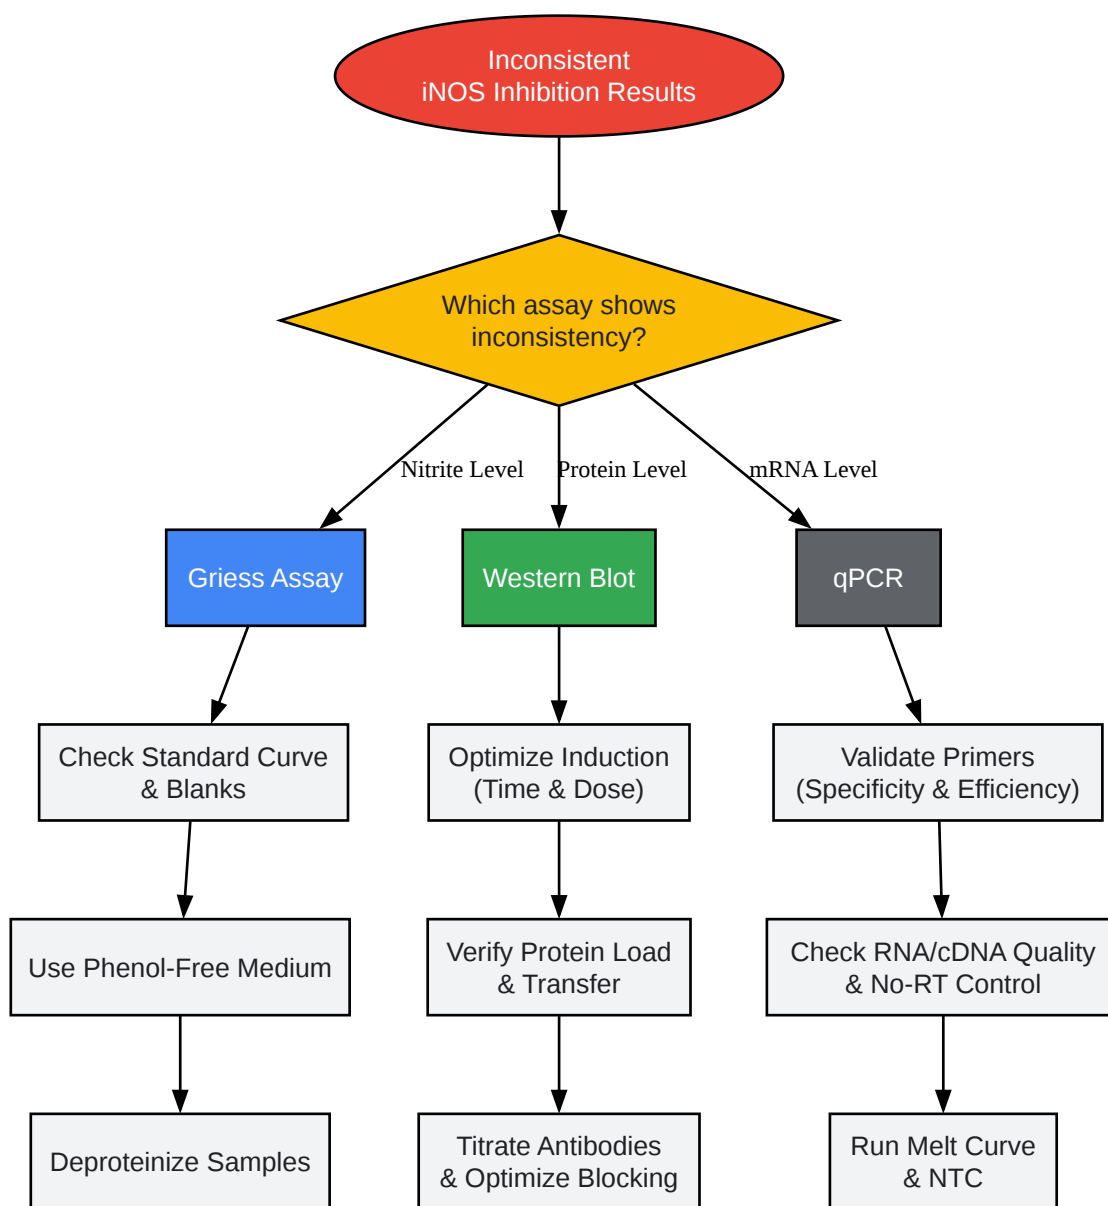 Inconsistent
iNOS Inhibition Results
Which assay shows
inconsistency?
Nitrite Level
Protein Level
mRNA Level
Griess Assay
Western Blot
qPCR
Check Standard Curve
& Blanks
Optimize Induction
(Time & Dose)
Validate Primers
(Specificity & Efficiency)
Use Phenol-Free Medium
Verify Protein Load
& Transfer
Check RNA/cDNA Quality
& No-RT Control
Deproteinize Samples
Titrate Antibodies
& Optimize Blocking
Run Melt Curve
& NTC